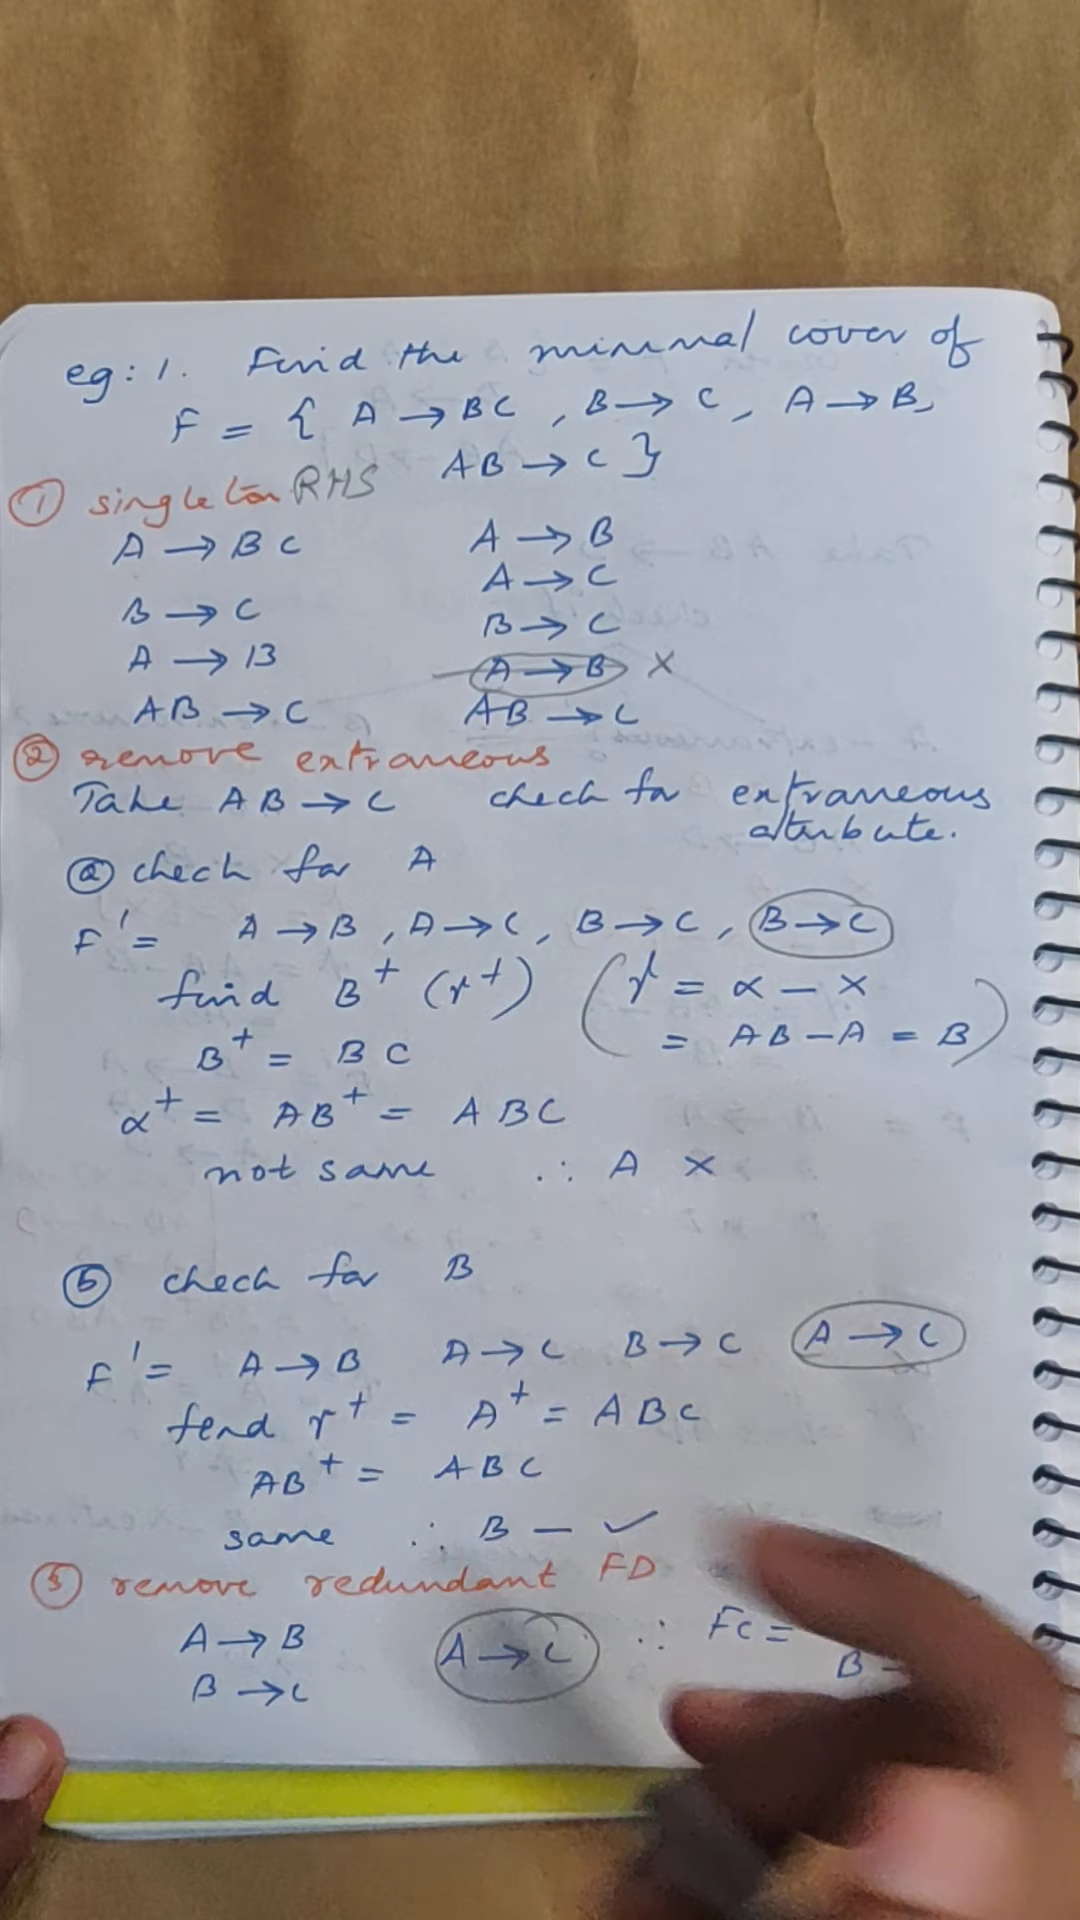 eg: 1. Find the minimal cover of
F = { A → BC , B → C, A → B,
AB → C }
① singleton RHS
A → BC A → B
A → C
B → C B → C
A → B A → B X
AB → C AB → C
② remove extraneous
Take AB → C check for extraneous
atribute.
ⓐ check for A
F' = A → B , A → C, B → C, B → C
find B⁺ (r⁺) (r = α – x
B⁺ = BC = AB – A = B)
α⁺ = AB⁺ = ABC
not same ∴ A X
ⓑ check for B
F' = A → B A → C B → C A → C
find r⁺ = A⁺ = ABC
AB⁺ = ABC
same ∴ B – ✓
③ remove redundant FD
A → B A → C ∴ Fc =
B → C B –